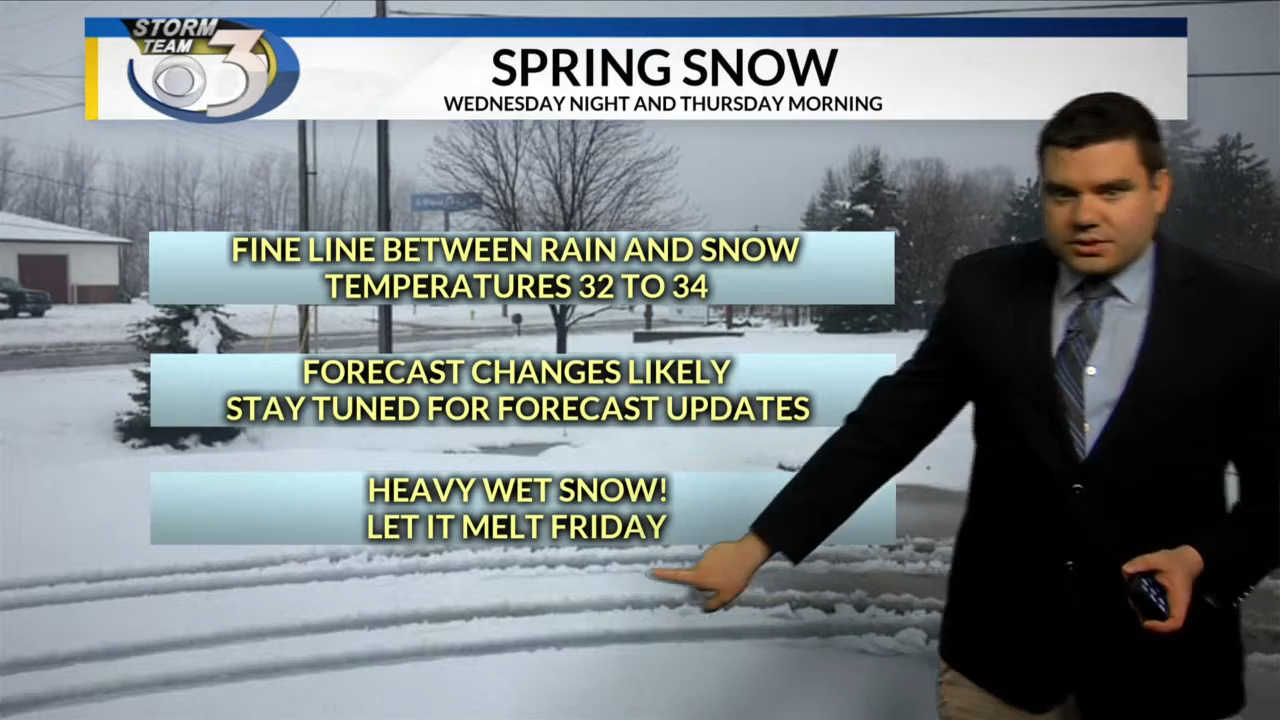 STORM
TEAM
3
SPRING SNOW
WEDNESDAY NIGHT AND THURSDAY MORNING
FINE LINE BETWEEN RAIN AND SNOW
TEMPERATURES 32 TO 34
FORECAST CHANGES LIKELY
STAY TUNED FOR FORECAST UPDATES
HEAVY WET SNOW!
LET IT MELT FRIDAY